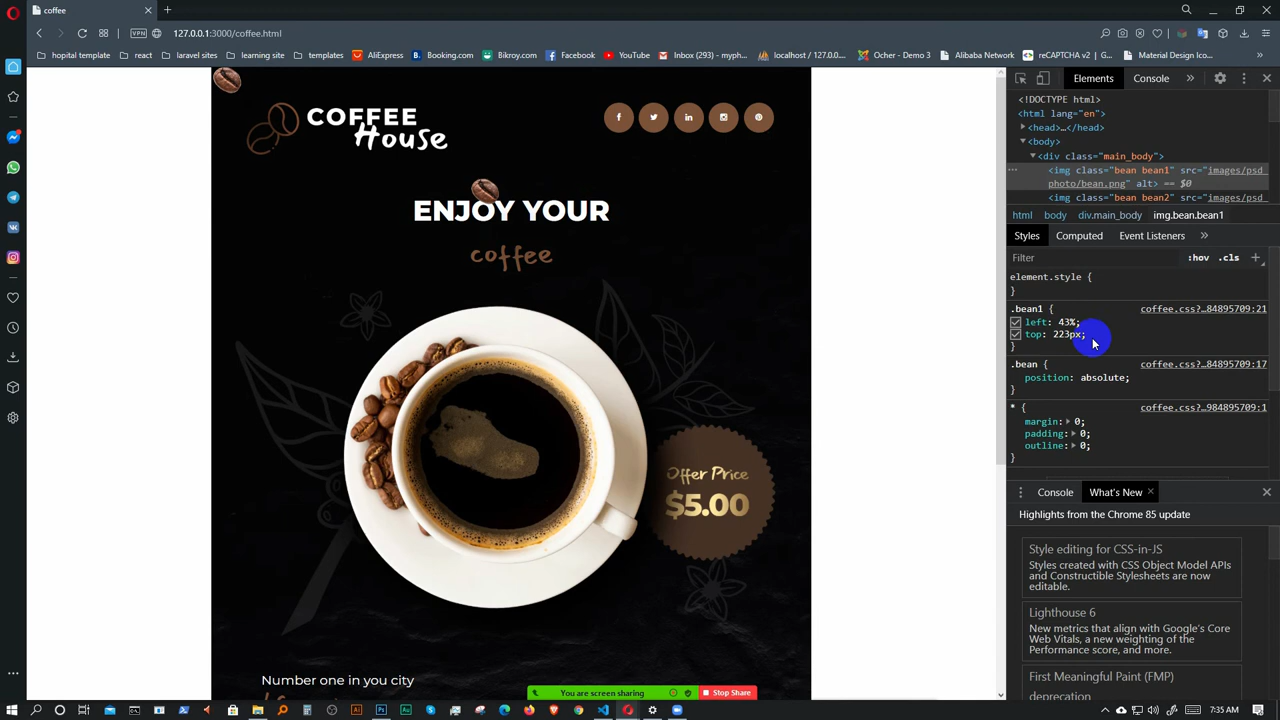 coffee
VPN
127.0.0.1:3000/coffee.html
hopital template
react
laravel sites
learning site
templates
AliExpress
B. Booking.com
Bikroy.com
Facebook
YouTube
Inbox (293) - myph...
localhost / 127.0.0....
Ocher - Demo 3
Alibaba Network
reCAPTCHA v2 | G...
Material Design Ico...
COFFEE
House
ENJOY YOUR
coffee
Offer Price
$5.00
Number one in you city
Elements
Console
<!DOCTYPE html>
<html lang="en">
<head>…</head>
<body>
<div class="main_body">
<img class="bean bean1" src="images/psd
photo/bean.png" alt> == $0
<img class="bean bean2" src="images/psd
html
body
div.main_body
img.bean.bean1
Styles
Computed
Event Listeners
Filter
:hov
.cls
element.style {
}
.bean1 {
coffee.css?…84895709:21
left: 43%;
top: 223px;
}
.bean {
coffee.css?…84895709:17
position: absolute;
}
* {
coffee.css?…984895709:1
margin: 0;
padding: 0;
outline: 0;
}
Console
What's New
Highlights from the Chrome 85 update
Style editing for CSS-in-JS
Styles created with CSS Object Model APIs
and Constructible Stylesheets are now
editable.
Lighthouse 6
New metrics that align with Google's Core
Web Vitals, a new weighting of the
Performance score, and more.
First Meaningful Paint (FMP)
deprecation
You are screen sharing
Stop Share
7:35 AM